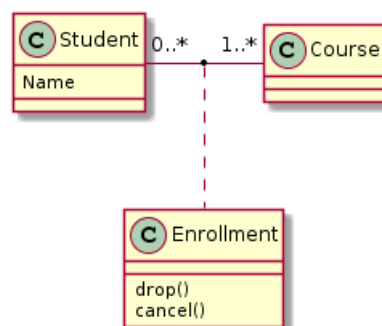 C Student
0..*
1..*
C Course
Name
C Enrollment
drop()
cancel()